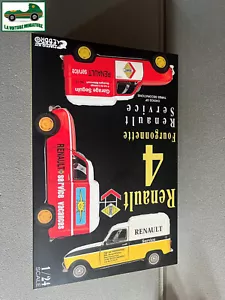 LA VOITURE MINIATURE
EBBRO
Renault
4
Fourgonnette
Renault
Service
Garage Seguin
RENAULT
service
RENAULT
service vacances
RENAULT
Service
1/24
SCALE